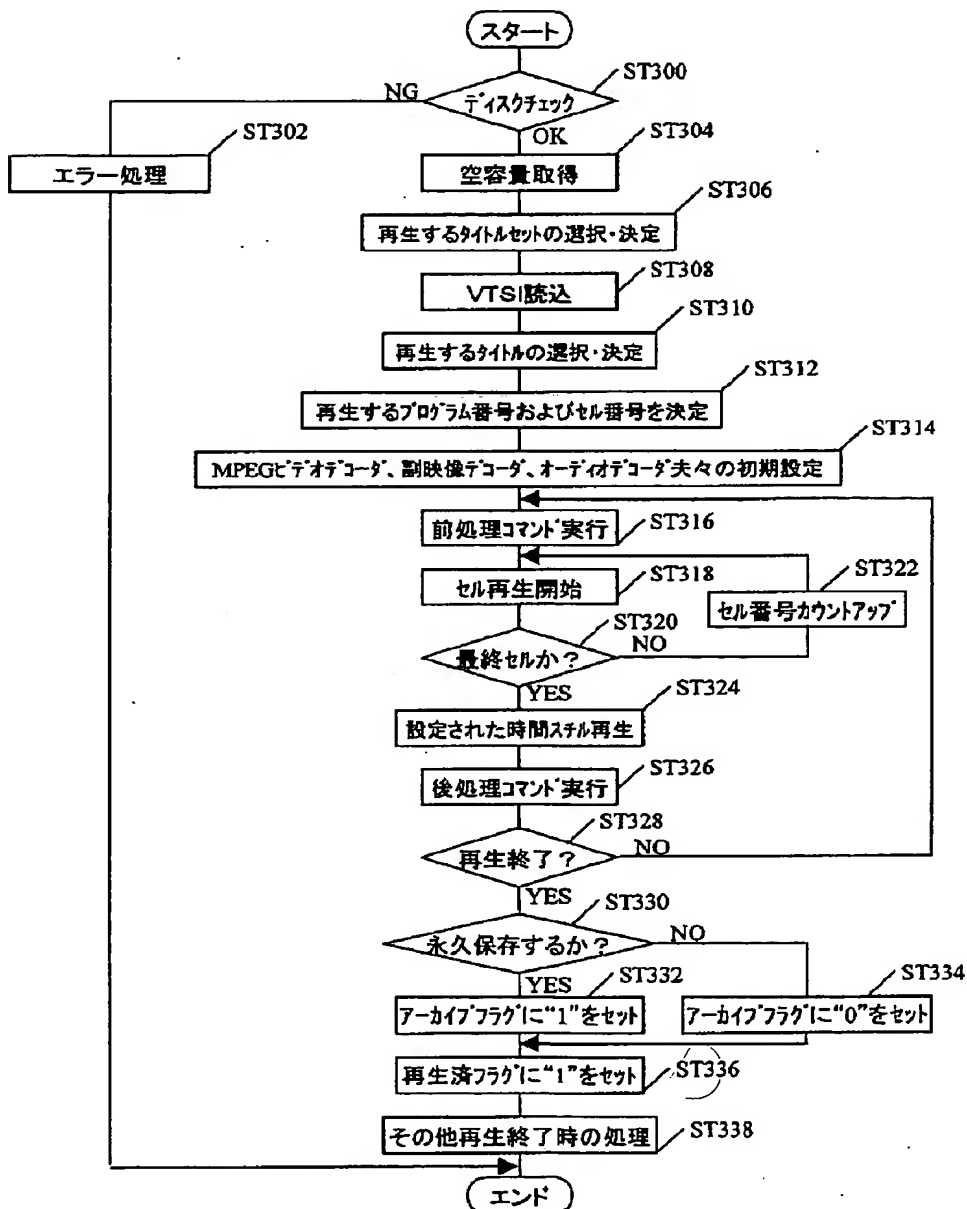 スタート
ST300
NG
ディスクチェック
ST302
OK
ST304
エラー処理
空容量取得
ST306
再生するタイトルセットの選択・決定
ST308
VTSI読込
ST310
再生するタイトルの選択・決定
ST312
再生するプログラム番号およびセル番号を決定
ST314
MPEGビデオデコーダ、副映像デコーダ、オーディオデコーダ夫々の初期設定
前処理コマンド実行
ST316
セル再生開始
ST318
ST322
セル番号カウントアップ
ST320
最終セルか？
NO
YES
ST324
設定された時間スチル再生
ST326
後処理コマンド実行
ST328
再生終了？
NO
YES
ST330
永久保存するか？
NO
YES
ST332
ST334
アーカイブフラグに“1”をセット
アーカイブフラグに“0”をセット
再生済フラグに“1”をセット
ST336
その他再生終了時の処理
ST338
エンド